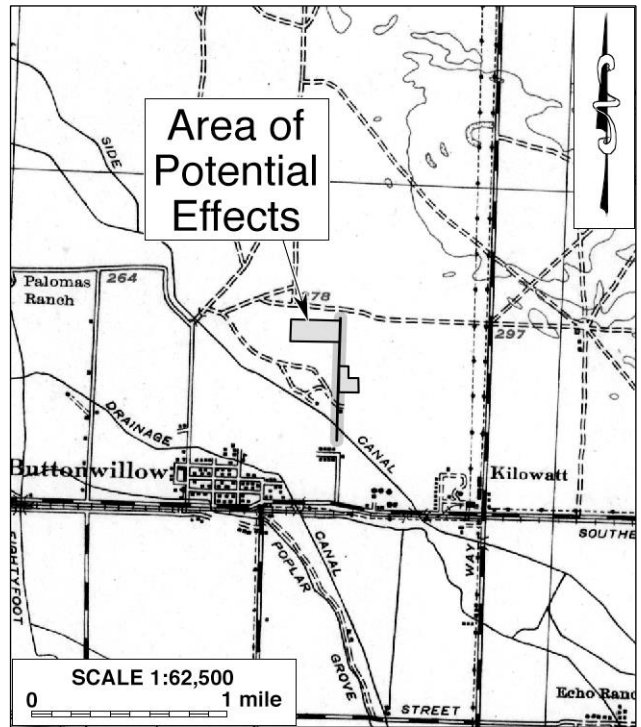 N
SIDE
Area of
Potential
Effects
264
Palomas
Ranch
278
297
DRAINAGE
CANAL
Buttonwillow
Kilowatt
SOUTHE
EIGHTYFOOT
WAY
CANAL
POPLAR
GROVE
STREET
Echo Ranc
SCALE 1:62,500
0 1 mile